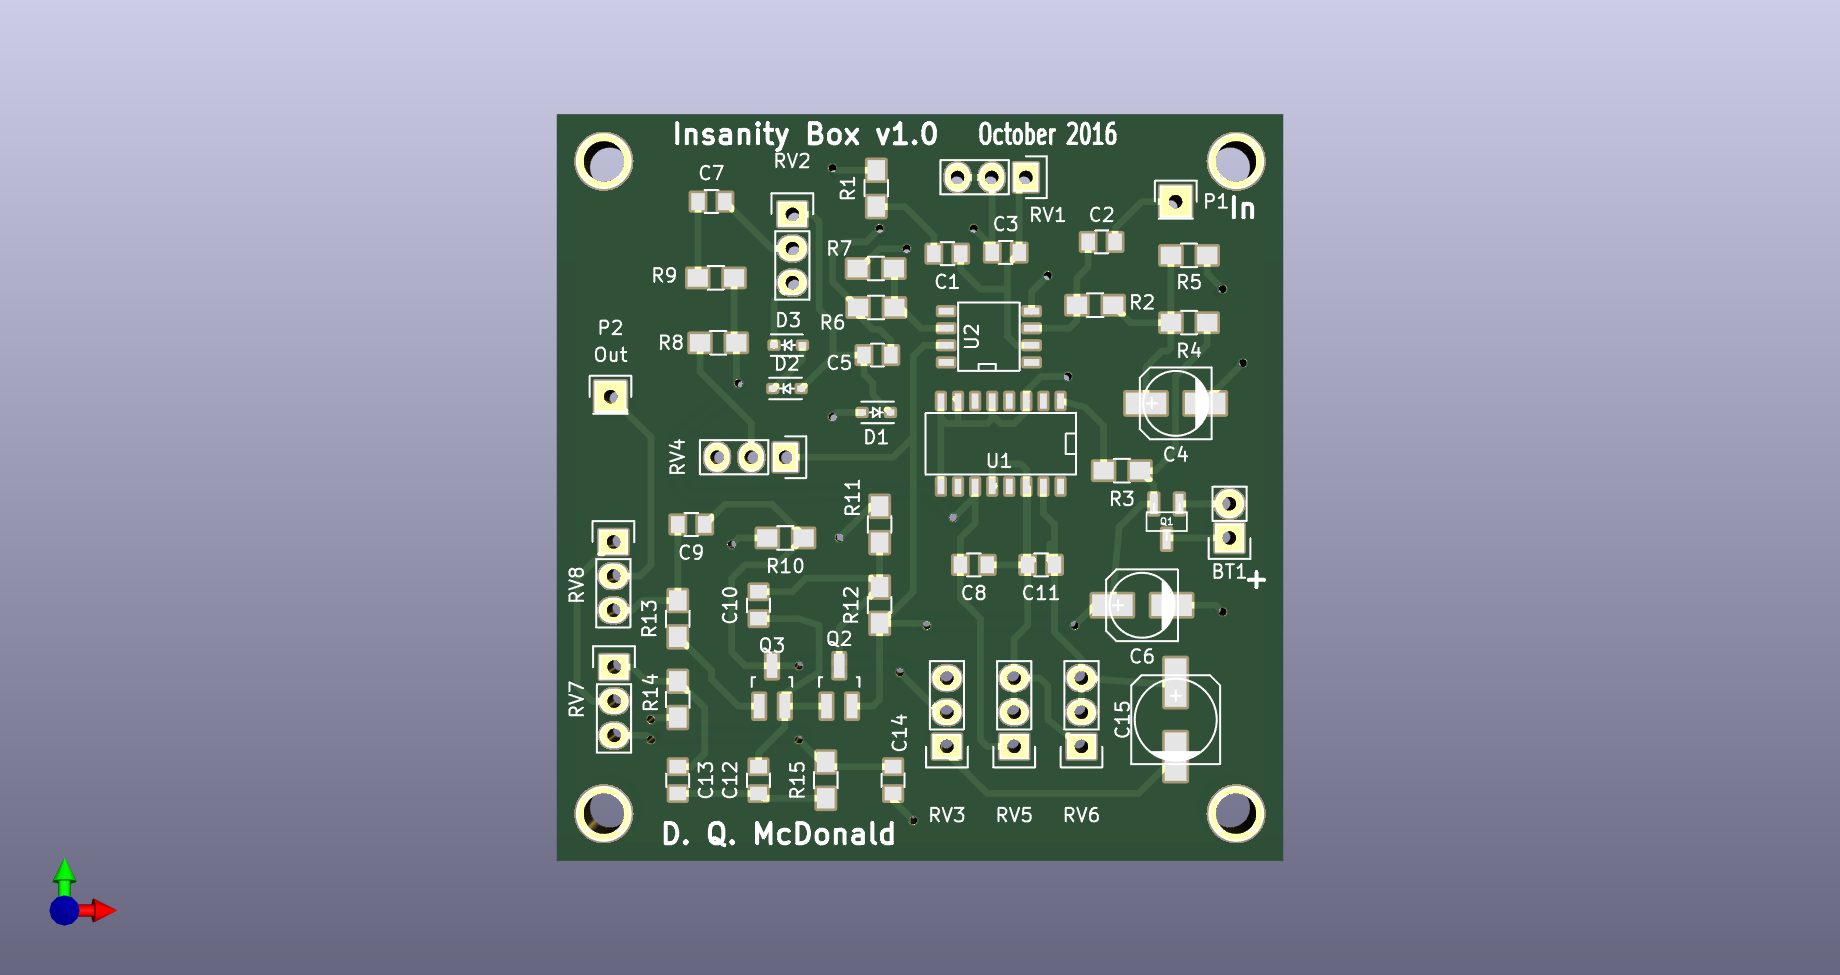 Insanity Box v1.0 October 2016
RV2
C7
R1
P1
In
RV1
C2
C3
R7
R9
C1
R5
R2
D3
R6
P2
Out
U2
R8
R4
D2
C5
D1
RV4
C4
U1
R11
R3
Q1
C9
R10
BT1
+
RV8
C10
R12
C8
C11
R13
Q3
Q2
C6
RV7
R14
C14
C15
C13
C12
R15
RV3
RV5
RV6
D. Q. McDonald